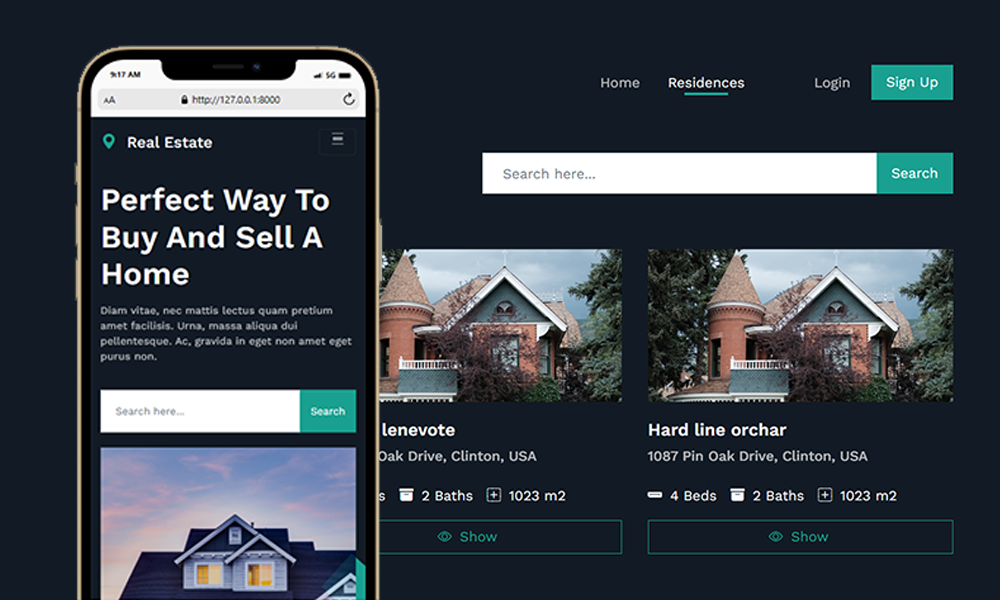 9:17 AM
5G
AA
http://127.0.0.1:8000
Real Estate
Perfect Way To
Buy And Sell A
Home
Diam vitae, nec mattis lectus quam pretium
amet facilisis. Urna, massa aliqua dui
pellentesque. Ac, gravida in eget non amet eget
purus non.
Search here...
Search
Home
Residences
Login
Sign Up
Search here...
Search
lenevote
Oak Drive, Clinton, USA
s
2 Baths
1023 m2
Show
Hard line orchar
1087 Pin Oak Drive, Clinton, USA
4 Beds
2 Baths
1023 m2
Show